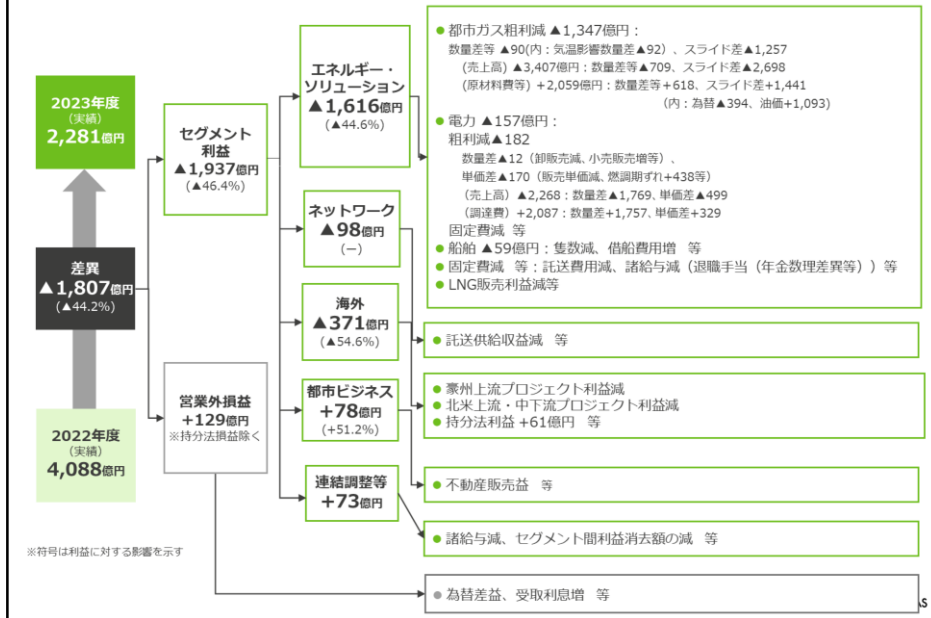 2023年度
(実績)
2,281億円
差異
▲1,807億円
(▲44.2%)
2022年度
(実績)
4,088億円
※符号は利益に対する影響を示す
セグメント
利益
▲1,937億円
(▲46.4%)
営業外損益
+129億円
※持分法損益除く
エネルギー・
ソリューション
▲1,616億円
(▲44.6%)
ネットワーク
▲98億円
(−)
海外
▲371億円
(▲54.6%)
都市ビジネス
+78億円
(+51.2%)
連結調整等
+73億円
● 都市ガス粗利減 ▲1,347億円：
数量差等 ▲90(内：気温影響数量差▲92）、スライド差▲1,257
(売上高) ▲3,407億円：数量差等▲709、スライド差▲2,698
(原材料費等) +2,059億円：数量差等+618、スライド差+1,441
(内：為替▲394、油価+1,093)
● 電力 ▲157億円：
粗利減▲182
数量差▲12（卸販売減、小売販売増等）、
単価差▲170（販売単価減、燃調期ずれ+438等）
（売上高）▲2,268：数量差▲1,769、単価差▲499
（調達費）+2,087：数量差+1,757、単価差+329
固定費減 等
● 船舶 ▲59億円：隻数減、借船費用増 等
● 固定費減 等：託送費用減、諸給与減（退職手当（年金数理差異等））等
● LNG販売利益減等
● 託送供給収益減 等
● 豪州上流プロジェクト利益減
● 北米上流・中下流プロジェクト利益減
● 持分法利益 +61億円 等
● 不動産販売益 等
● 諸給与減、セグメント間利益消去額の減 等
● 為替差益、受取利息増 等
AS